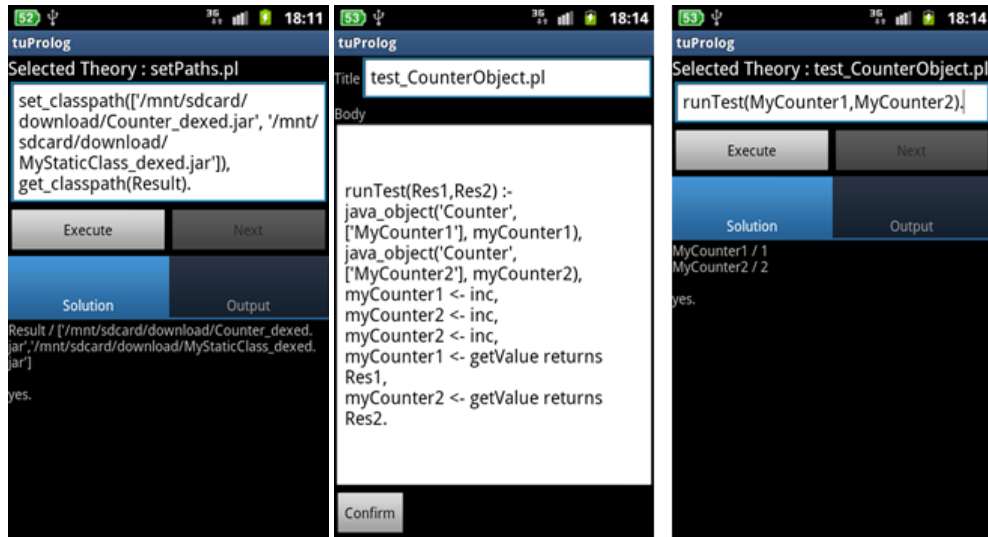 52 3G 18:11
tuProlog
Selected Theory : setPaths.pl
set_classpath(['/mnt/sdcard/
download/Counter_dexed.jar', '/mnt/
sdcard/download/
MyStaticClass_dexed.jar']),
get_classpath(Result).
Execute Next
Solution Output
Result / ['/mnt/sdcard/download/Counter_dexed.
jar','/mnt/sdcard/download/MyStaticClass_dexed.
jar']
yes.
53 3G 18:14
tuProlog
Title test_CounterObject.pl
Body
runTest(Res1,Res2) :-
java_object('Counter',
['MyCounter1'], myCounter1),
java_object('Counter',
['MyCounter2'], myCounter2),
myCounter1 <- inc,
myCounter2 <- inc,
myCounter2 <- inc,
myCounter1 <- getValue returns
Res1,
myCounter2 <- getValue returns
Res2.
Confirm
53 3G 18:14
tuProlog
Selected Theory : test_CounterObject.pl
runTest(MyCounter1,MyCounter2).
Execute Next
Solution Output
MyCounter1 / 1
MyCounter2 / 2
yes.